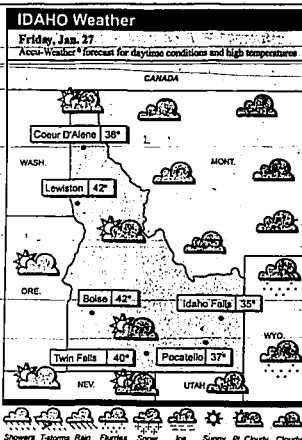 IDAHO Weather
Friday, Jan. 27
Accu-Weather® forecast for daytime conditions and high temperatures
CANADA
Coeur D'Alene 38°
WASH.
MONT.
Lewiston 42°
ORE.
Boise 42°
Idaho Falls 35°
WYO.
Twin Falls 40°
Pocatello 37°
NEV.
UTAH
Showers T-storms Rain Flurries Snow Ice Sunny Pt. Cloudy Cloudy